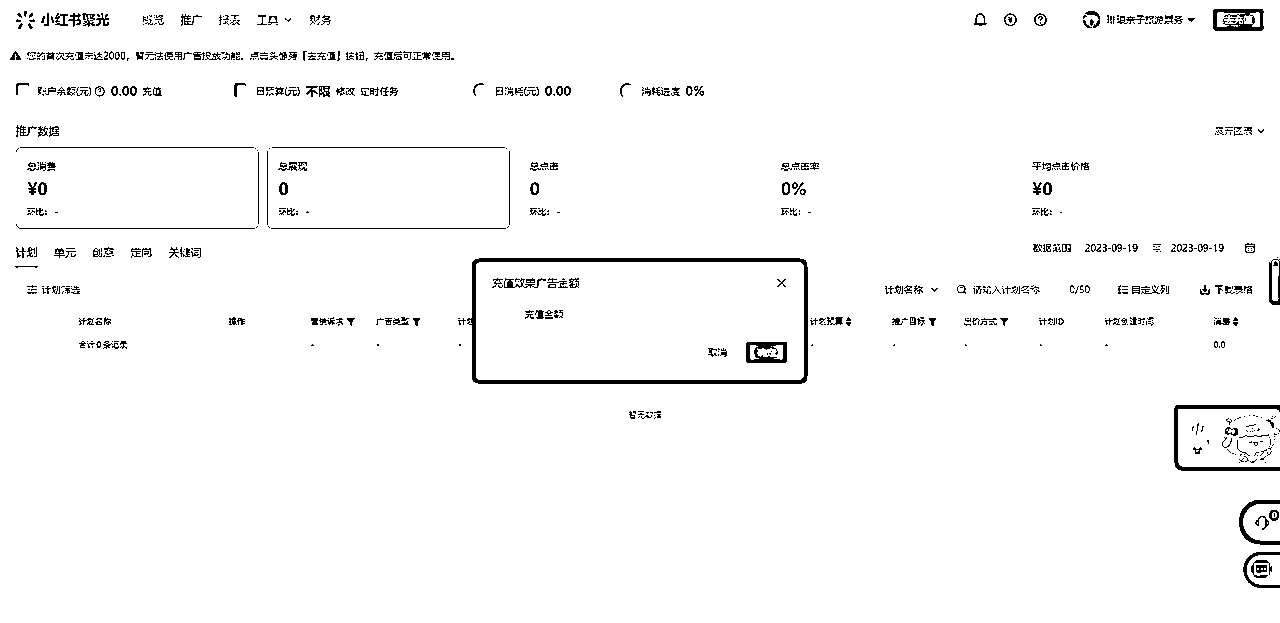 小红书聚光 概览 推广 报表 工具 财务
您的首次充值未达2000，暂无法使用广告投放功能。点击头像旁【去充值】按钮，充值后可正常使用。
账户余额(元) 0.00 充值 日预算(元) 不限 修改 定时任务 日消耗(元) 0.00 消耗进度 0%
推广数据 展开图表
总消费 总展现 总点击 总点击率 平均点击价格
¥0 0 0 0% ¥0
环比： - 环比： - 环比： - 环比： - 环比： -
计划 单元 创意 定向 关键词 数据范围 2023-09-19 至 2023-09-19
充值效果广告金额
计划筛选 计划名称 请输入计划名称 0/50 自定义列 下载表格
充值金额
计划名称 操作 营销诉求 广告类型 计划 计划预算 推广目标 出价方式 计划ID 计划创建时间 消费
合计0条记录 - - - - - - - - 0.0
取消
暂无数据